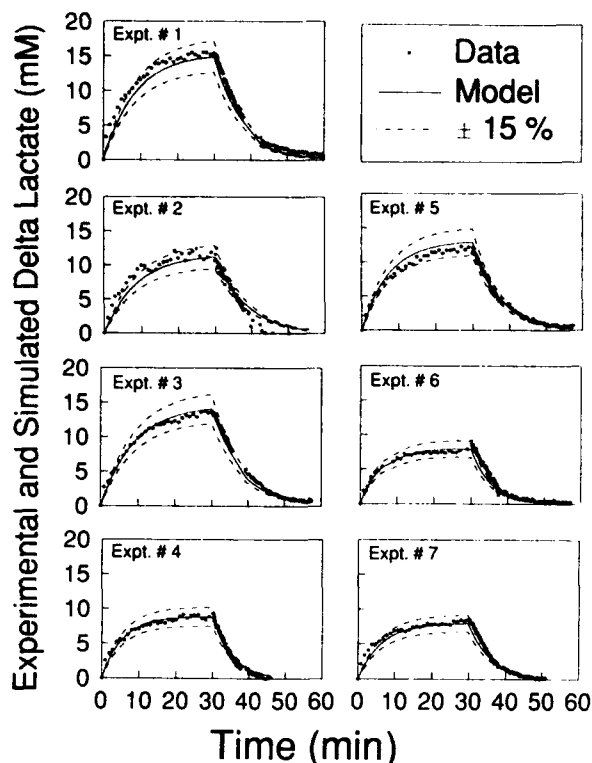 Experimental and Simulated Delta Lactate (mM)
20
15
10
5
0
Expt. # 1
Data
Model
± 15 %
20
15
10
5
0
Expt. # 2
Expt. # 5
20
15
10
5
0
Expt. # 3
Expt. # 6
20
15
10
5
0
Expt. # 4
Expt. # 7
0 10 20 30 40 50 60
0 10 20 30 40 50 60
Time (min)